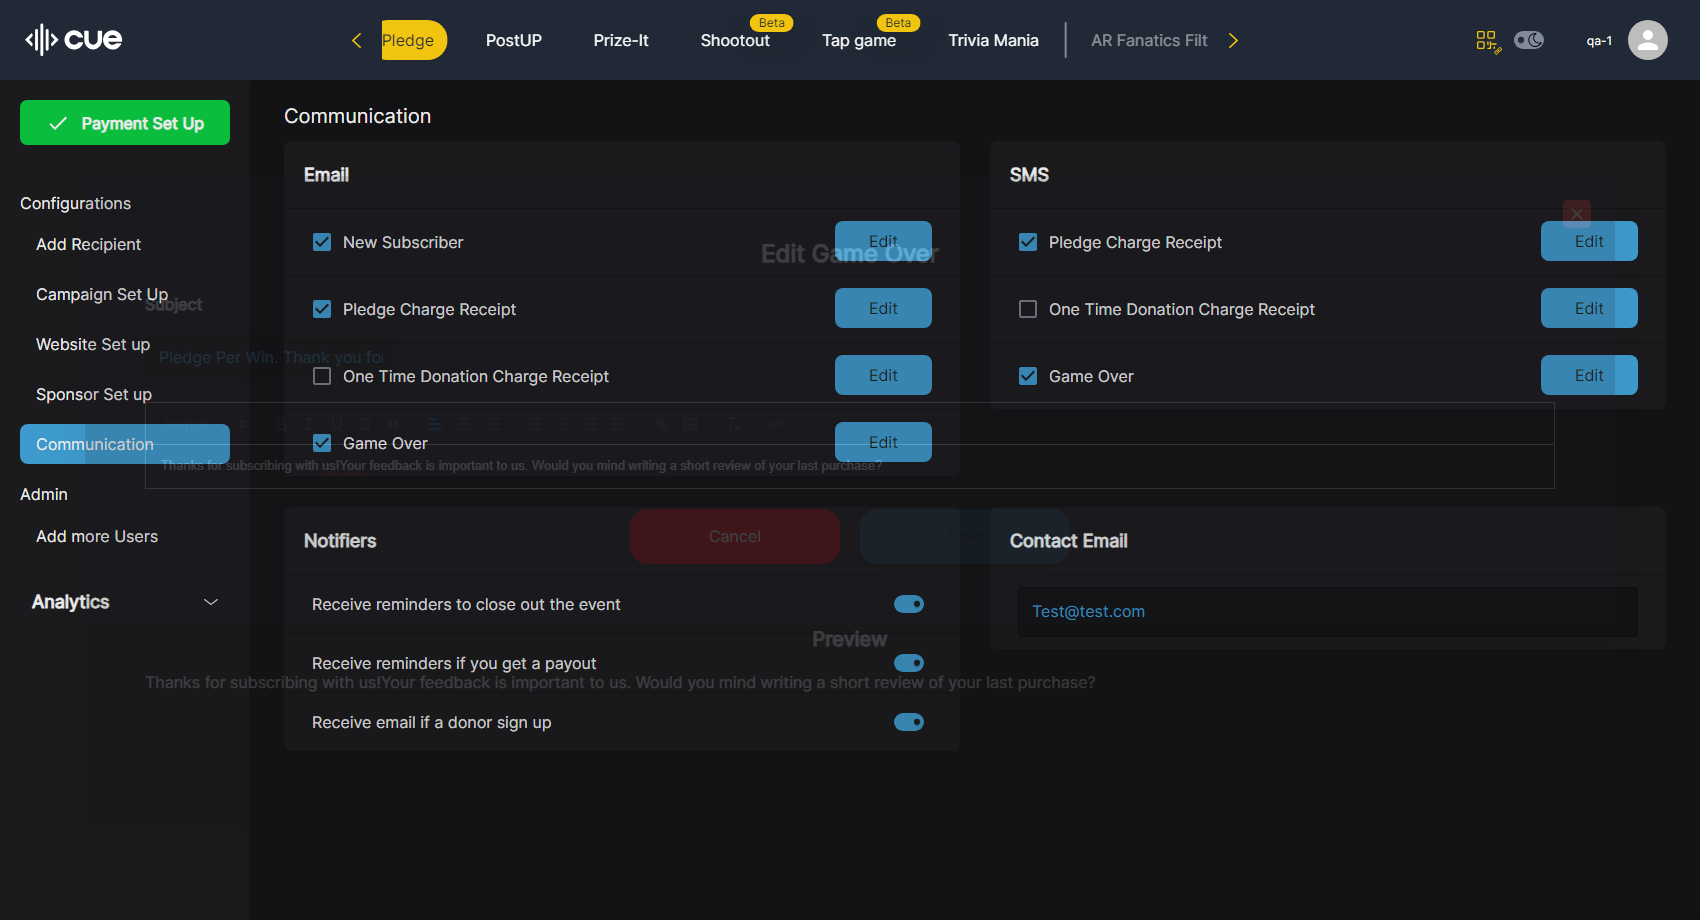 cue
Pledge
PostUP
Prize-It
Shootout
Beta
Tap game
Beta
Trivia Mania
AR Fanatics Filt
qa-1
Payment Set Up
Configurations
Add Recipient
Campaign Set Up
Website Set up
Sponsor Set up
Communication
Admin
Add more Users
Analytics
Communication
Email
New Subscriber
Edit
Pledge Charge Receipt
Edit
One Time Donation Charge Receipt
Edit
Game Over
Edit
SMS
Pledge Charge Receipt
Edit
One Time Donation Charge Receipt
Edit
Game Over
Edit
Notifiers
Receive reminders to close out the event
Receive reminders if you get a payout
Receive email if a donor sign up
Contact Email
Test@test.com
Edit Game Over
Subject
Pledge Per Win. Thank you for
Normal
Thanks for subscribing with us!Your feedback is important to us. Would you mind writing a short review of your last purchase?
Cancel
Save
Preview
Thanks for subscribing with us!Your feedback is important to us. Would you mind writing a short review of your last purchase?